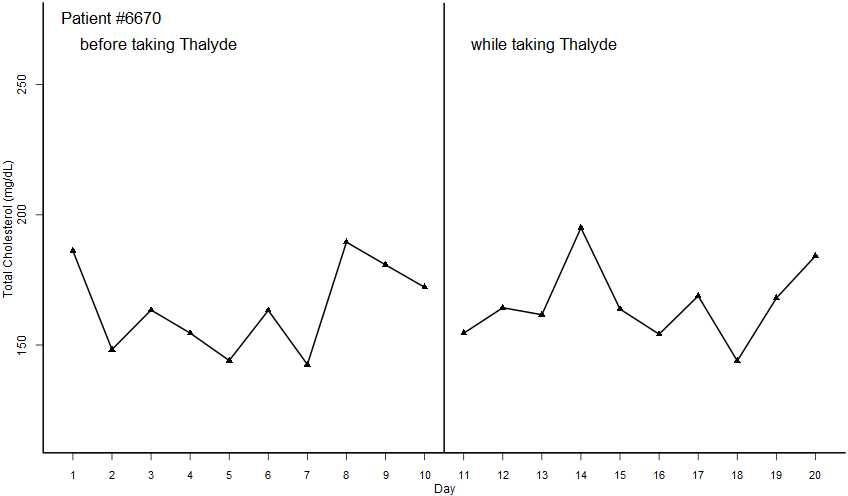 Patient #6670
before taking Thalyde
while taking Thalyde
Total Cholesterol (mg/dL)
250
200
150
1 2 3 4 5 6 7 8 9 10 11 12 13 14 15 16 17 18 19 20
Day